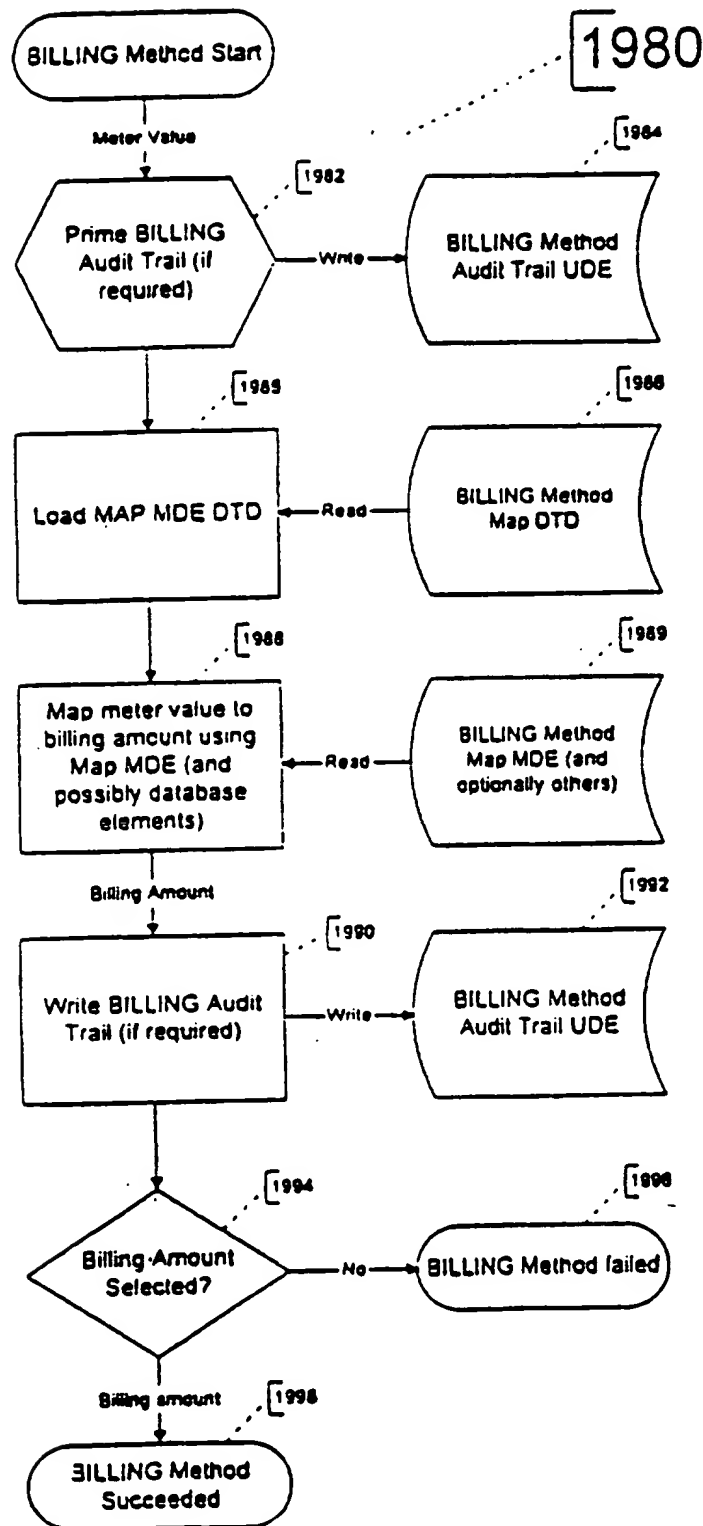 BILLING Method Start
1980
Meter Value
1982
1984
Prime BILLING
Audit Trail (if
required)
Write
BILLING Method
Audit Trail UDE
1985
1986
Load MAP MDE DTD
Read
BILLING Method
Map DTD
1988
1989
Map meter value to
billing amount using
Map MDE (and
possibly database
elements)
Read
BILLING Method
Map MDE (and
optionally others)
Billing Amount
1990
1992
Write BILLING Audit
Trail (if required)
Write
BILLING Method
Audit Trail UDE
1994
1996
Billing Amount
Selected?
No
BILLING Method failed
Billing amount
1998
BILLING Method
Succeeded